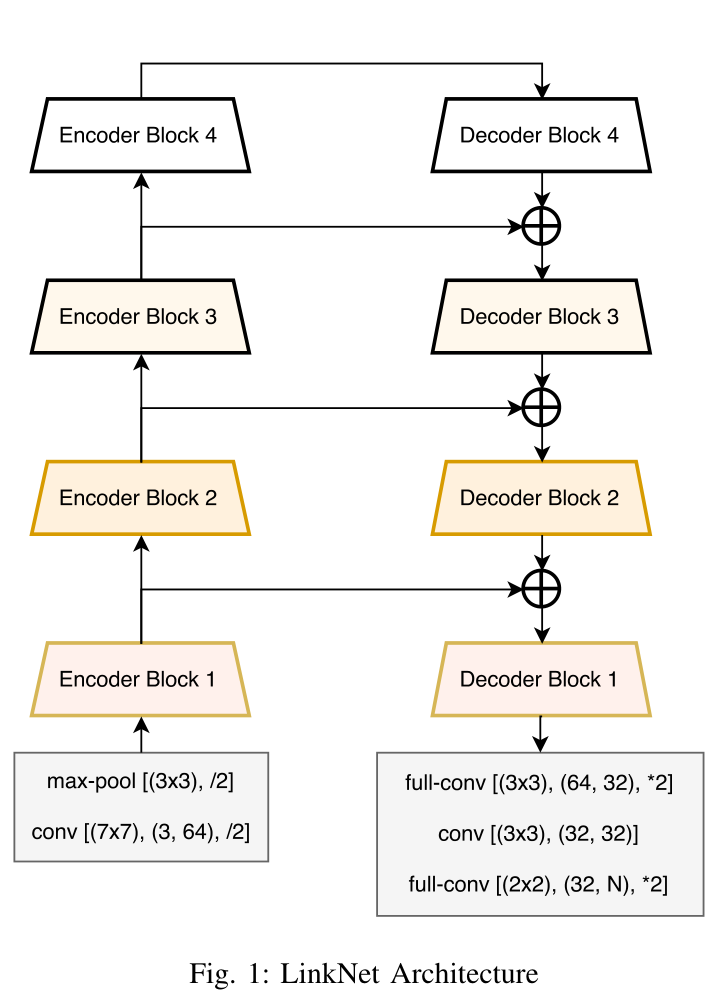 Encoder Block 4
Decoder Block 4
Encoder Block 3
Decoder Block 3
Encoder Block 2
Decoder Block 2
Encoder Block 1
Decoder Block 1
max-pool [(3x3), /2]
conv [(7x7), (3, 64), /2]
full-conv [(3x3), (64, 32), *2]
conv [(3x3), (32, 32)]
full-conv [(2x2), (32, N), *2]
Fig. 1: LinkNet Architecture